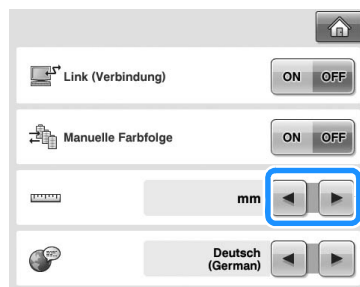 Link (Verbindung) ON OFF
Manuelle Farbfolge ON OFF
mm
Deutsch
(German)